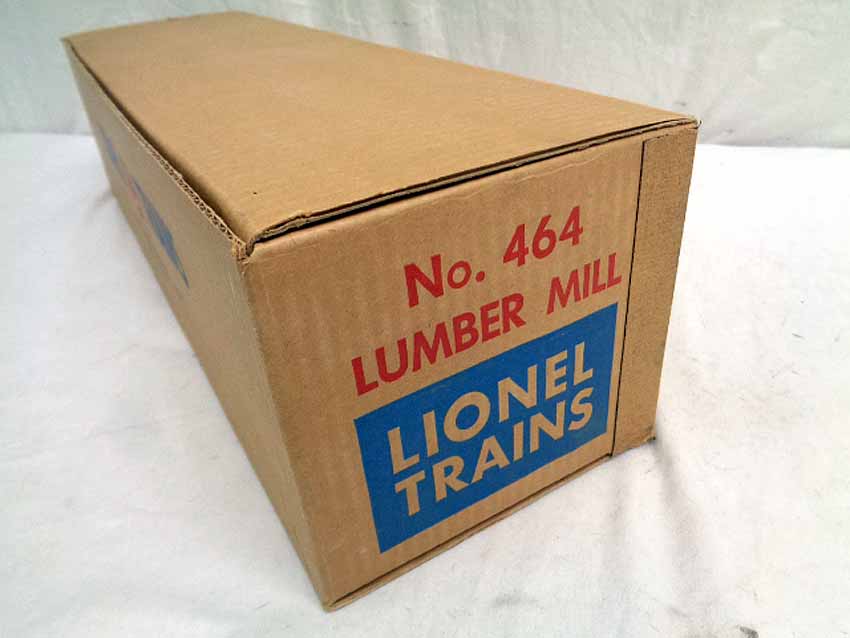 No. 464
LUMBER MILL
LIONEL
TRAINS